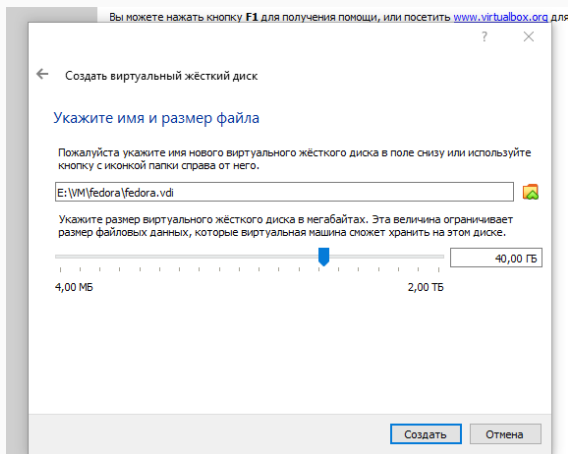 Вы можете нажать кнопку F1 для получения помощи, или посетить www.virtualbox.org для
?
Создать виртуальный жёсткий диск
Укажите имя и размер файла
Пожалуйста укажите имя нового виртуального жёсткого диска в поле снизу или используйте
кнопку с иконкой папки справа от него.
E:\VM\fedora\fedora.vdi
Укажите размер виртуального жёсткого диска в мегабайтах. Эта величина ограничивает
размер файловых данных, которые виртуальная машина сможет хранить на этом диске.
40,00 ГБ
4,00 МБ 2,00 ТБ
Создать Отмена